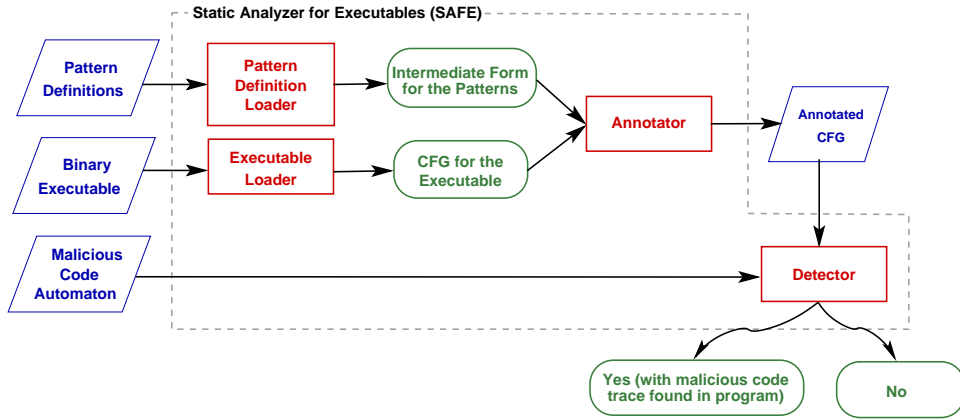 Static Analyzer for Executables (SAFE)
Pattern
Definitions
Pattern
Definition
Loader
Intermediate Form
for the Patterns
Annotator
Annotated
CFG
Binary
Executable
Executable
Loader
CFG for the
Executable
Malicious
Code
Automaton
Detector
Yes (with malicious code
trace found in program)
No